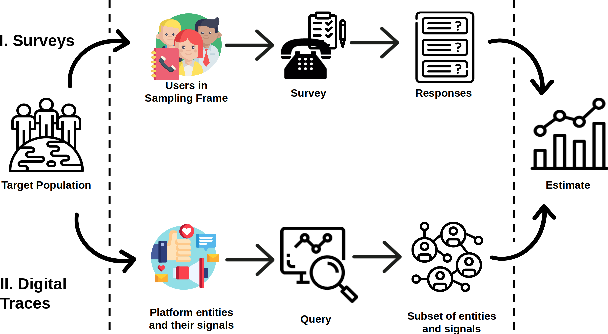 I. Surveys
Users in
Sampling Frame
Survey
?
?
?
Responses
Target Population
Estimate
II. Digital
Traces
Platform entities
and their signals
Query
Subset of entities
and signals